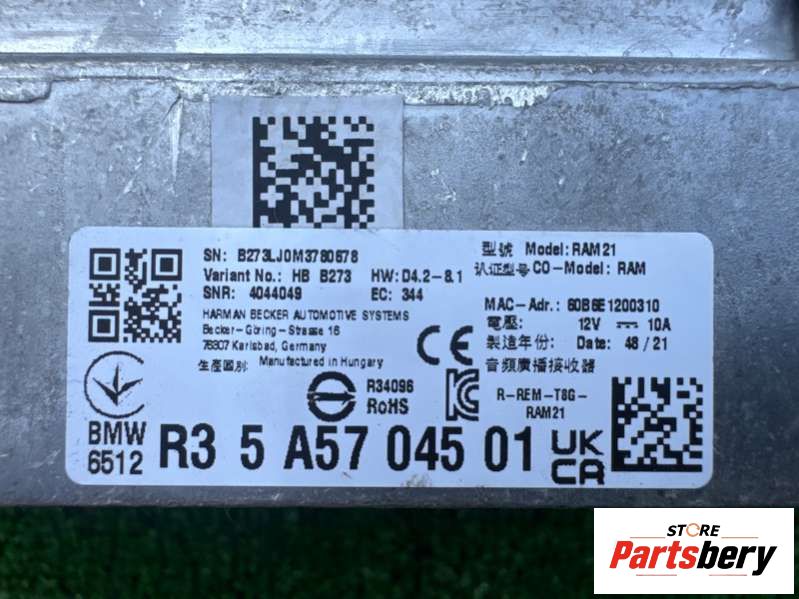 SN: B273LJ0M3780678
Variant No.: HB B273 HW: 04.2-8.1
SNR: 4044049 EC: 344
HARMAN BECKER AUTOMOTIVE SYSTEMS
Becker-Göring-Strasse 16
76307 Karlsbad, Germany
生產國別: Manufactured in Hungary
型號 Model: RAM21
认证型号 CO-Model: RAM
MAC-Adr.: 60B6E1200310
電壓: 12V 10A
製造年份: Date: 48/21
音頻廣播接收器
CE
R34096
RoHS
R-REM-T8G-
RAM21
BMW
6512
R3 5 A57 045 01
UK
CA
STORE
Partsbery